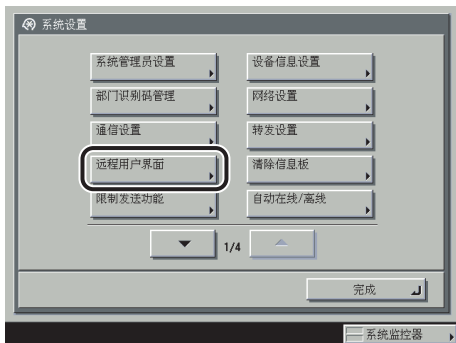 系统设置
系统管理员设置
设备信息设置
部门识别码管理
网络设置
通信设置
转发设置
远程用户界面
清除信息板
限制发送功能
自动在线/离线
1/4
完成
系统监控器